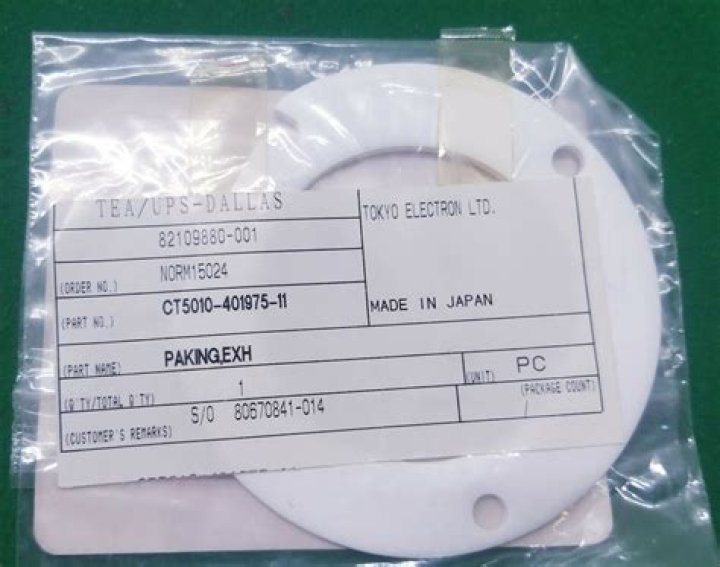 TEA/UPS-DALLAS
TOKYO ELECTRON LTD.
82109880-001
(ORDER NO.) NORM15024
(PART NO.) CT5010-401975-11
MADE IN JAPAN
(PART NAME) PAKING,EXH
(Q'TY/TOTAL Q'TY) 1
(UNIT) PC
(CUSTOMER'S REMARKS) S/O 80670841-014
(PACKAGE COUNT)
/